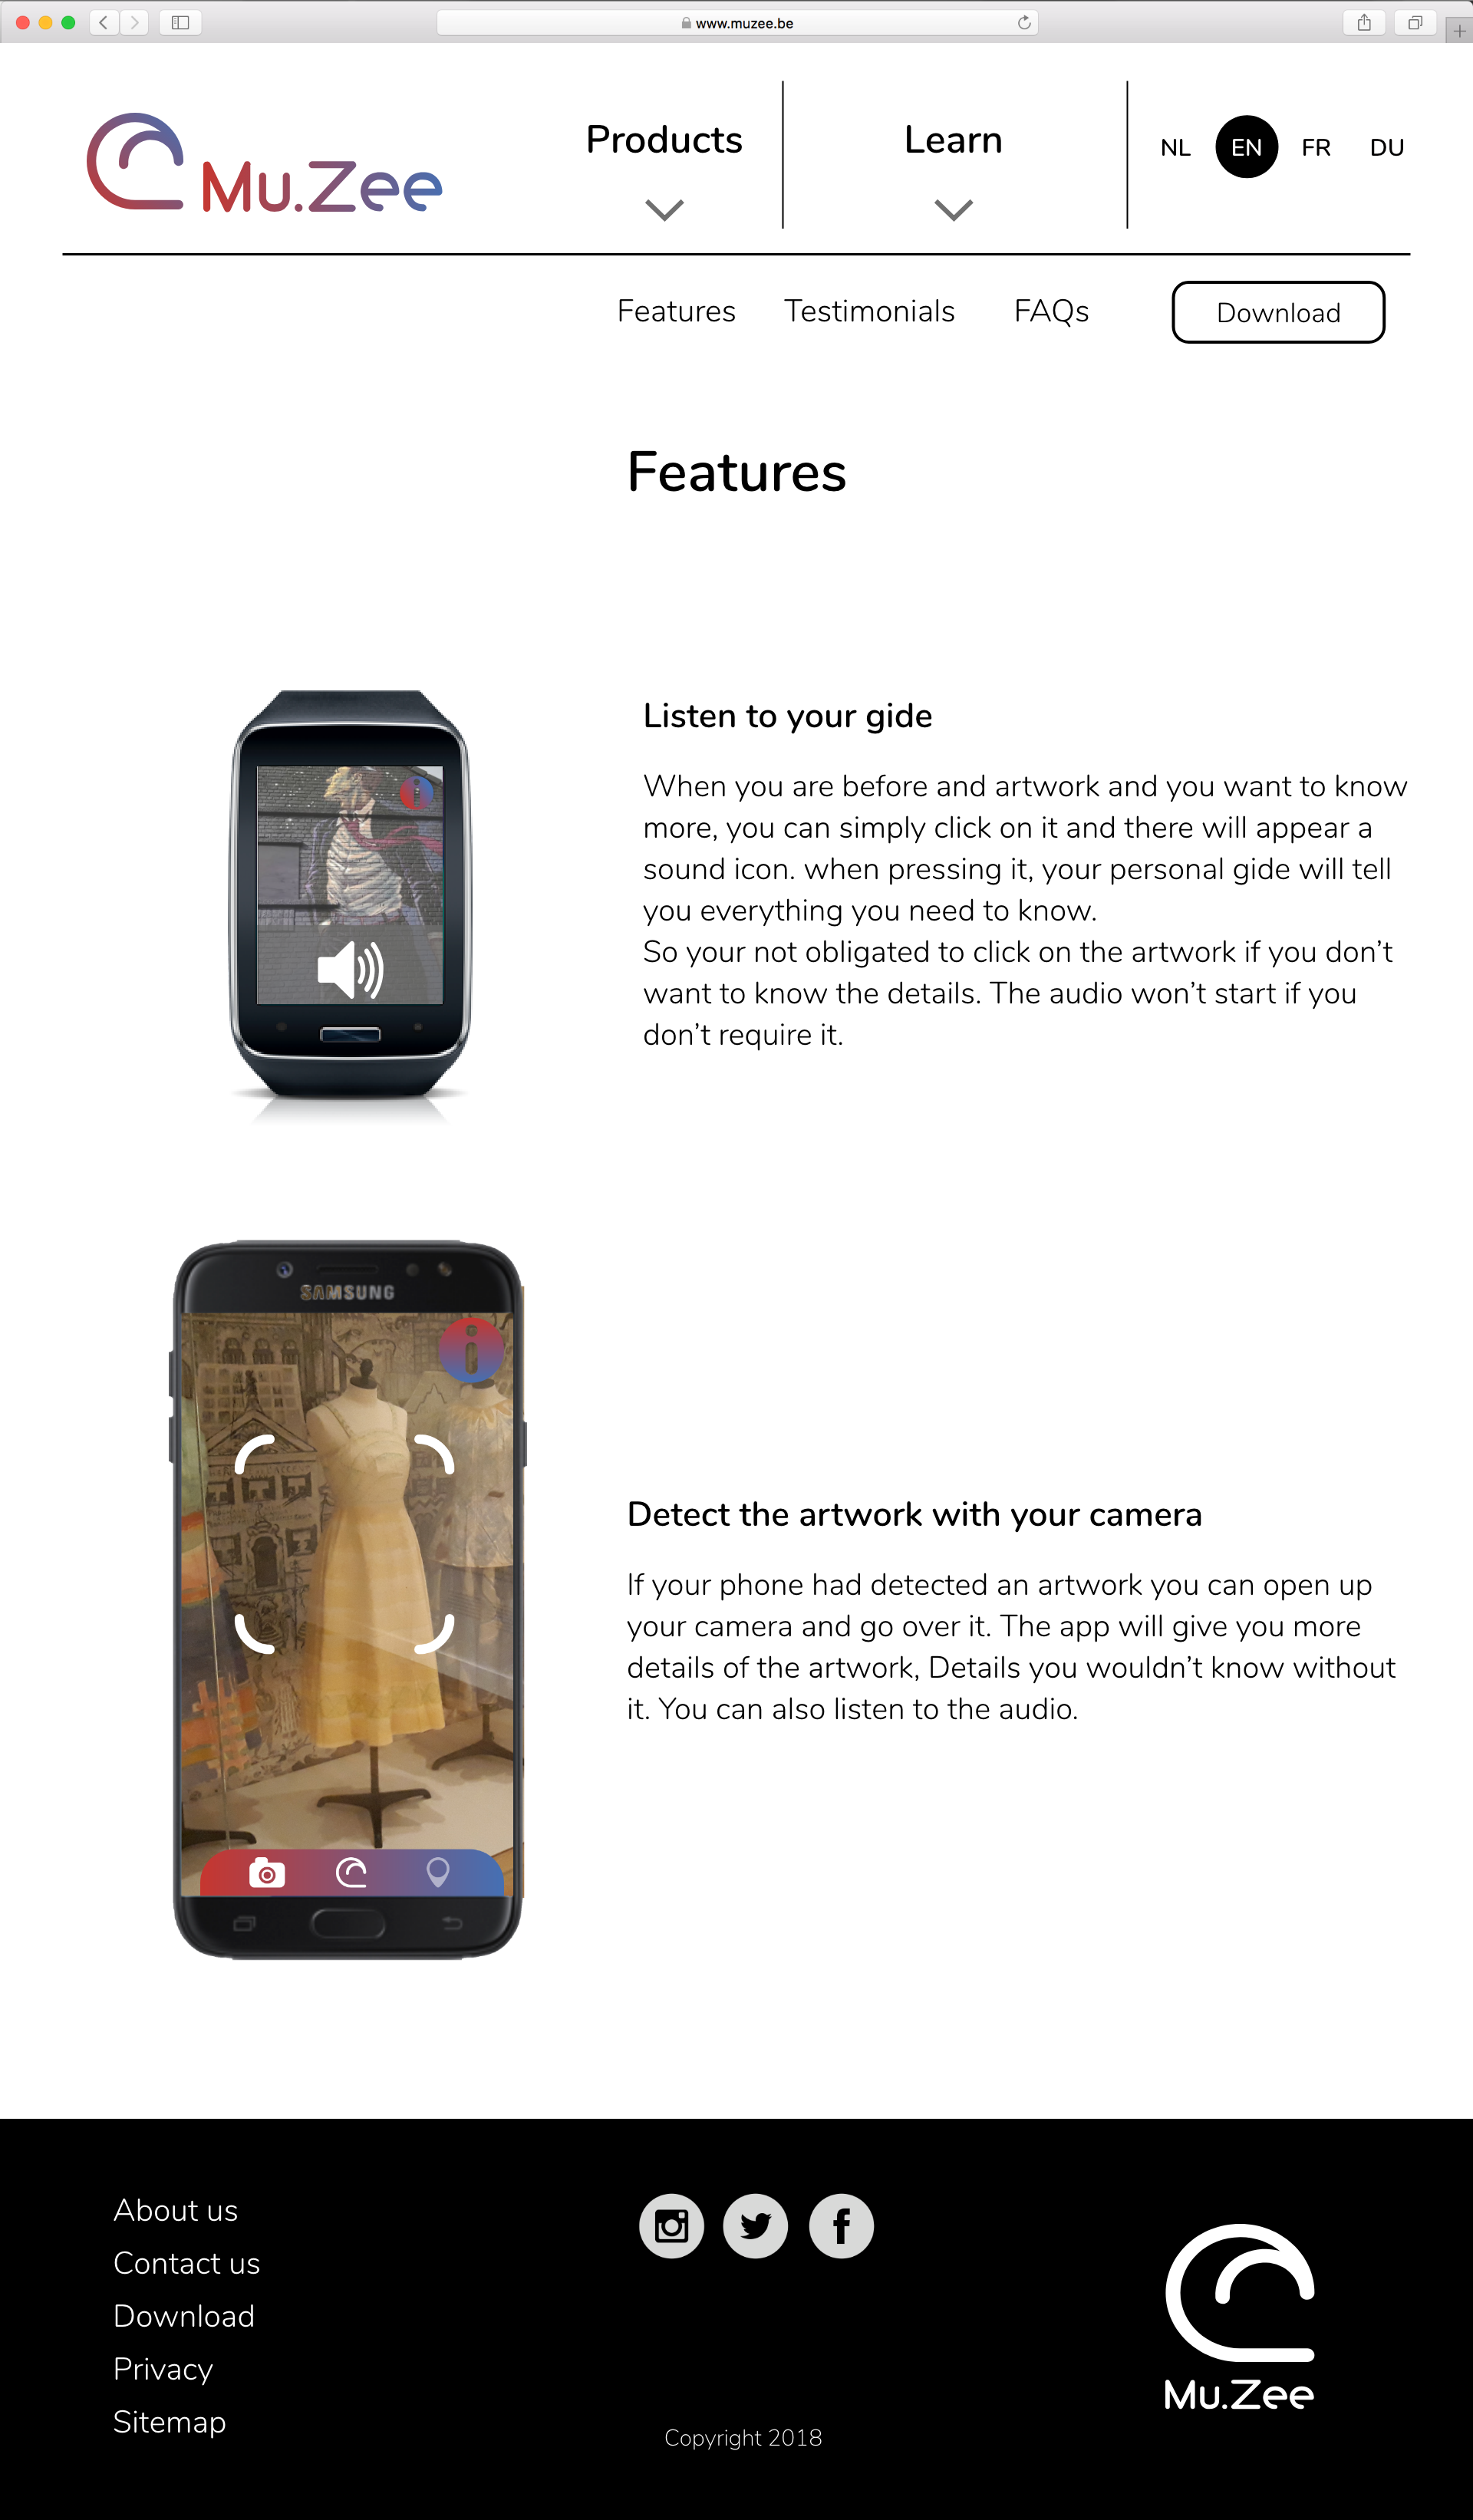 www.muzee.be
Mu.Zee
Products
Learn
NL EN FR DU
Features Testimonials FAQs Download
Features
Listen to your gide
When you are before and artwork and you want to know
more, you can simply click on it and there will appear a
sound icon. when pressing it, your personal gide will tell
you everything you need to know.
So your not obligated to click on the artwork if you don’t
want to know the details. The audio won’t start if you
don’t require it.
SAMSUNG
Detect the artwork with your camera
If your phone had detected an artwork you can open up
your camera and go over it. The app will give you more
details of the artwork, Details you wouldn’t know without
it. You can also listen to the audio.
About us
Contact us
Download
Privacy
Sitemap
Copyright 2018
Mu.Zee